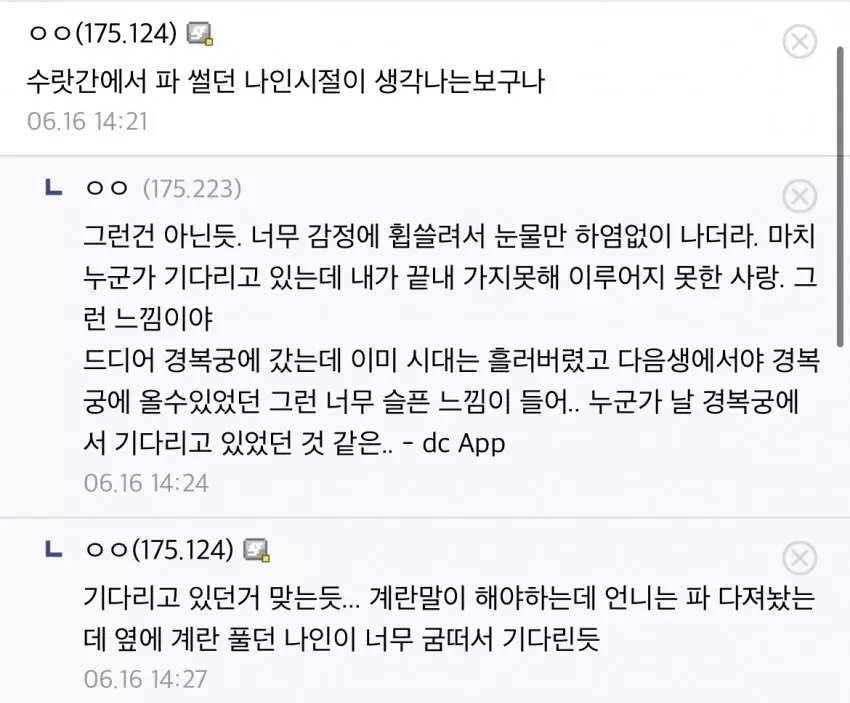 ㅇㅇ(175.124)
수랏간에서 파 썰던 나인시절이 생각나는보구나
06.16 14:21
ㅇㅇ (175.223)
그런건 아닌듯. 너무 감정에 휩쓸려서 눈물만 하염없이 나더라. 마치
누군가 기다리고 있는데 내가 끝내 가지못해 이루어지 못한 사랑. 그
런 느낌이야
드디어 경복궁에 갔는데 이미 시대는 흘러버렸고 다음생에서야 경복
궁에 올수있었던 그런 너무 슬픈 느낌이 들어.. 누군가 날 경복궁에
서 기다리고 있었던 것 같은.. - dc App
06.16 14:24
ㅇㅇ(175.124)
기다리고 있던거 맞는듯... 계란말이 해야하는데 언니는 파 다져놨는
데 옆에 계란 풀던 나인이 너무 굼떠서 기다린듯
06.16 14:27